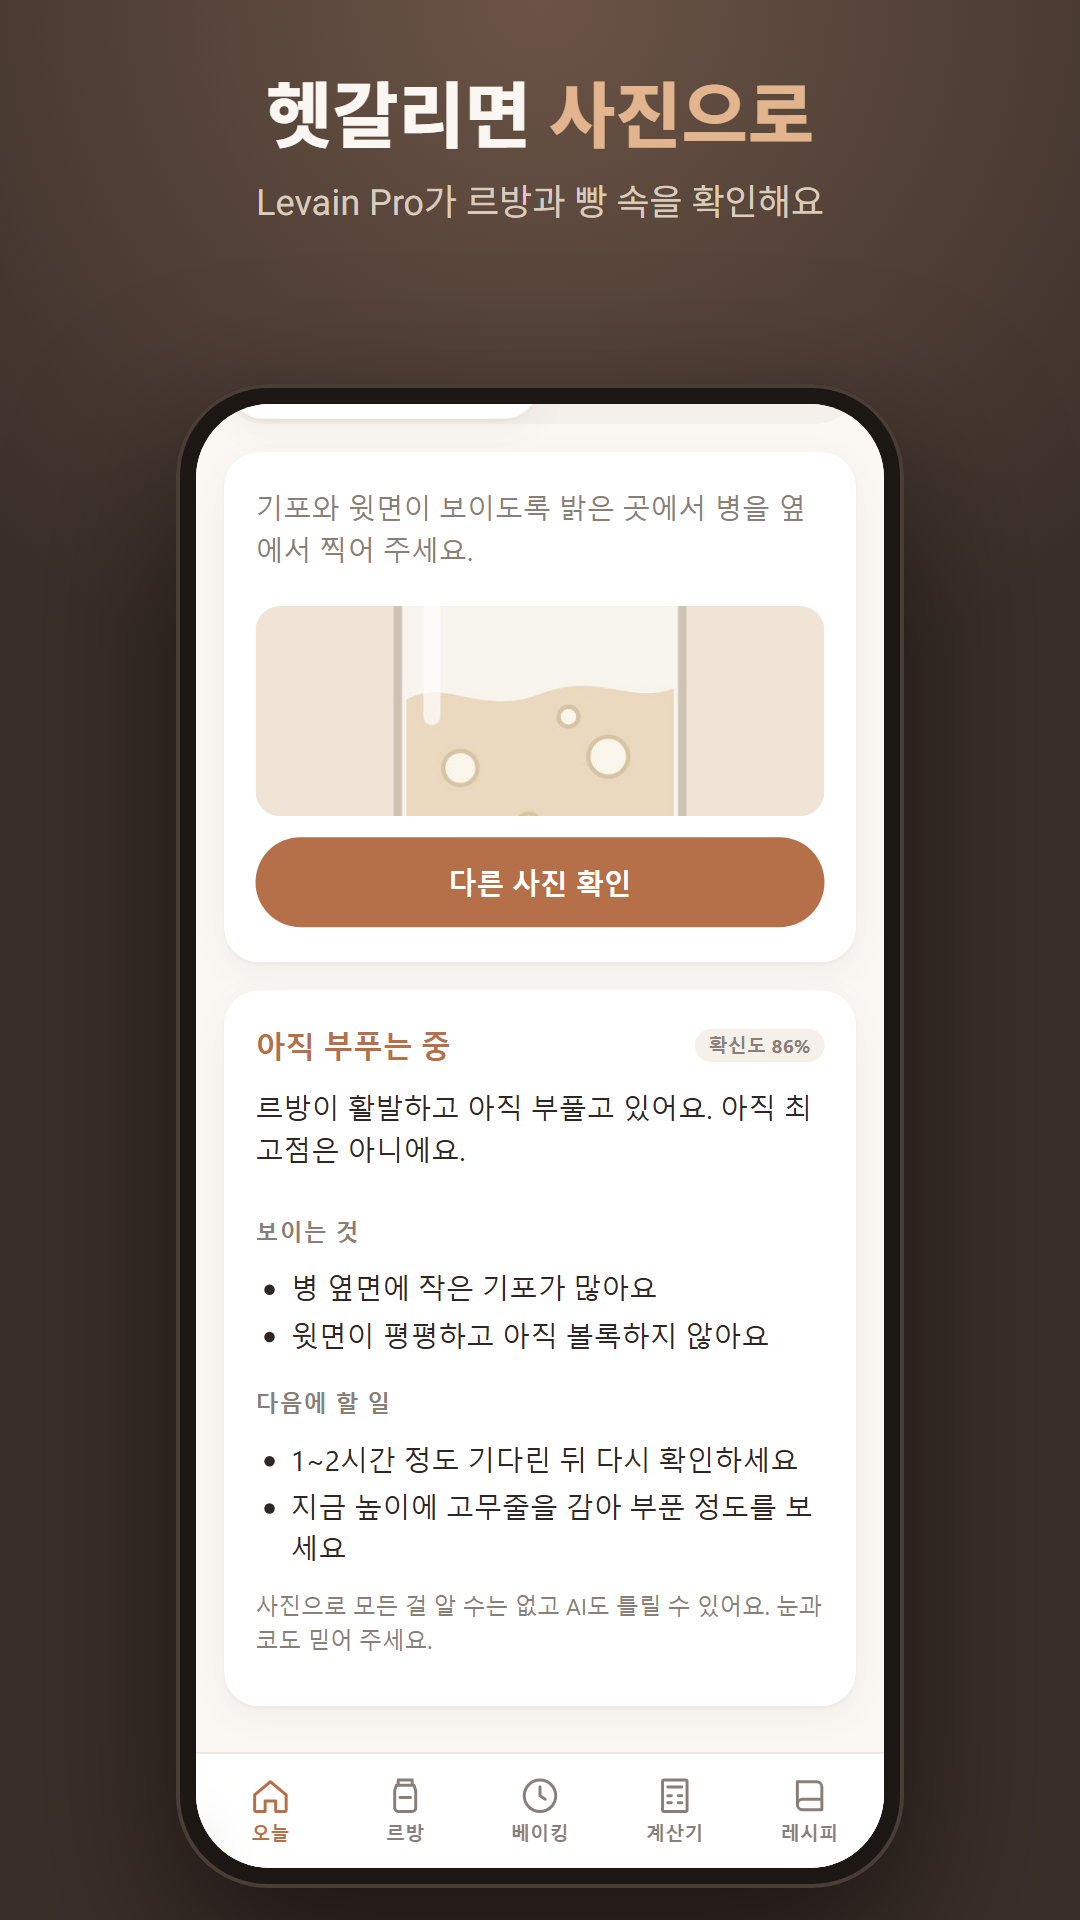 헷갈리면 사진으로
Levain Pro가 르방과 빵 속을 확인해요
기포와 윗면이 보이도록 밝은 곳에서 병을 옆
에서 찍어 주세요.
다른 사진 확인
아직 부푸는 중
확신도 86%
르방이 활발하고 아직 부풀고 있어요. 아직 최
고점은 아니에요.
보이는 것
• 병 옆면에 작은 기포가 많아요
• 윗면이 평평하고 아직 볼록하지 않아요
다음에 할 일
• 1~2시간 정도 기다린 뒤 다시 확인하세요
• 지금 높이에 고무줄을 감아 부푼 정도를 보
세요
사진으로 모든 걸 알 수는 없고 AI도 틀릴 수 있어요. 눈과
코도 믿어 주세요.
오늘
르방
베이킹
계산기
레시피